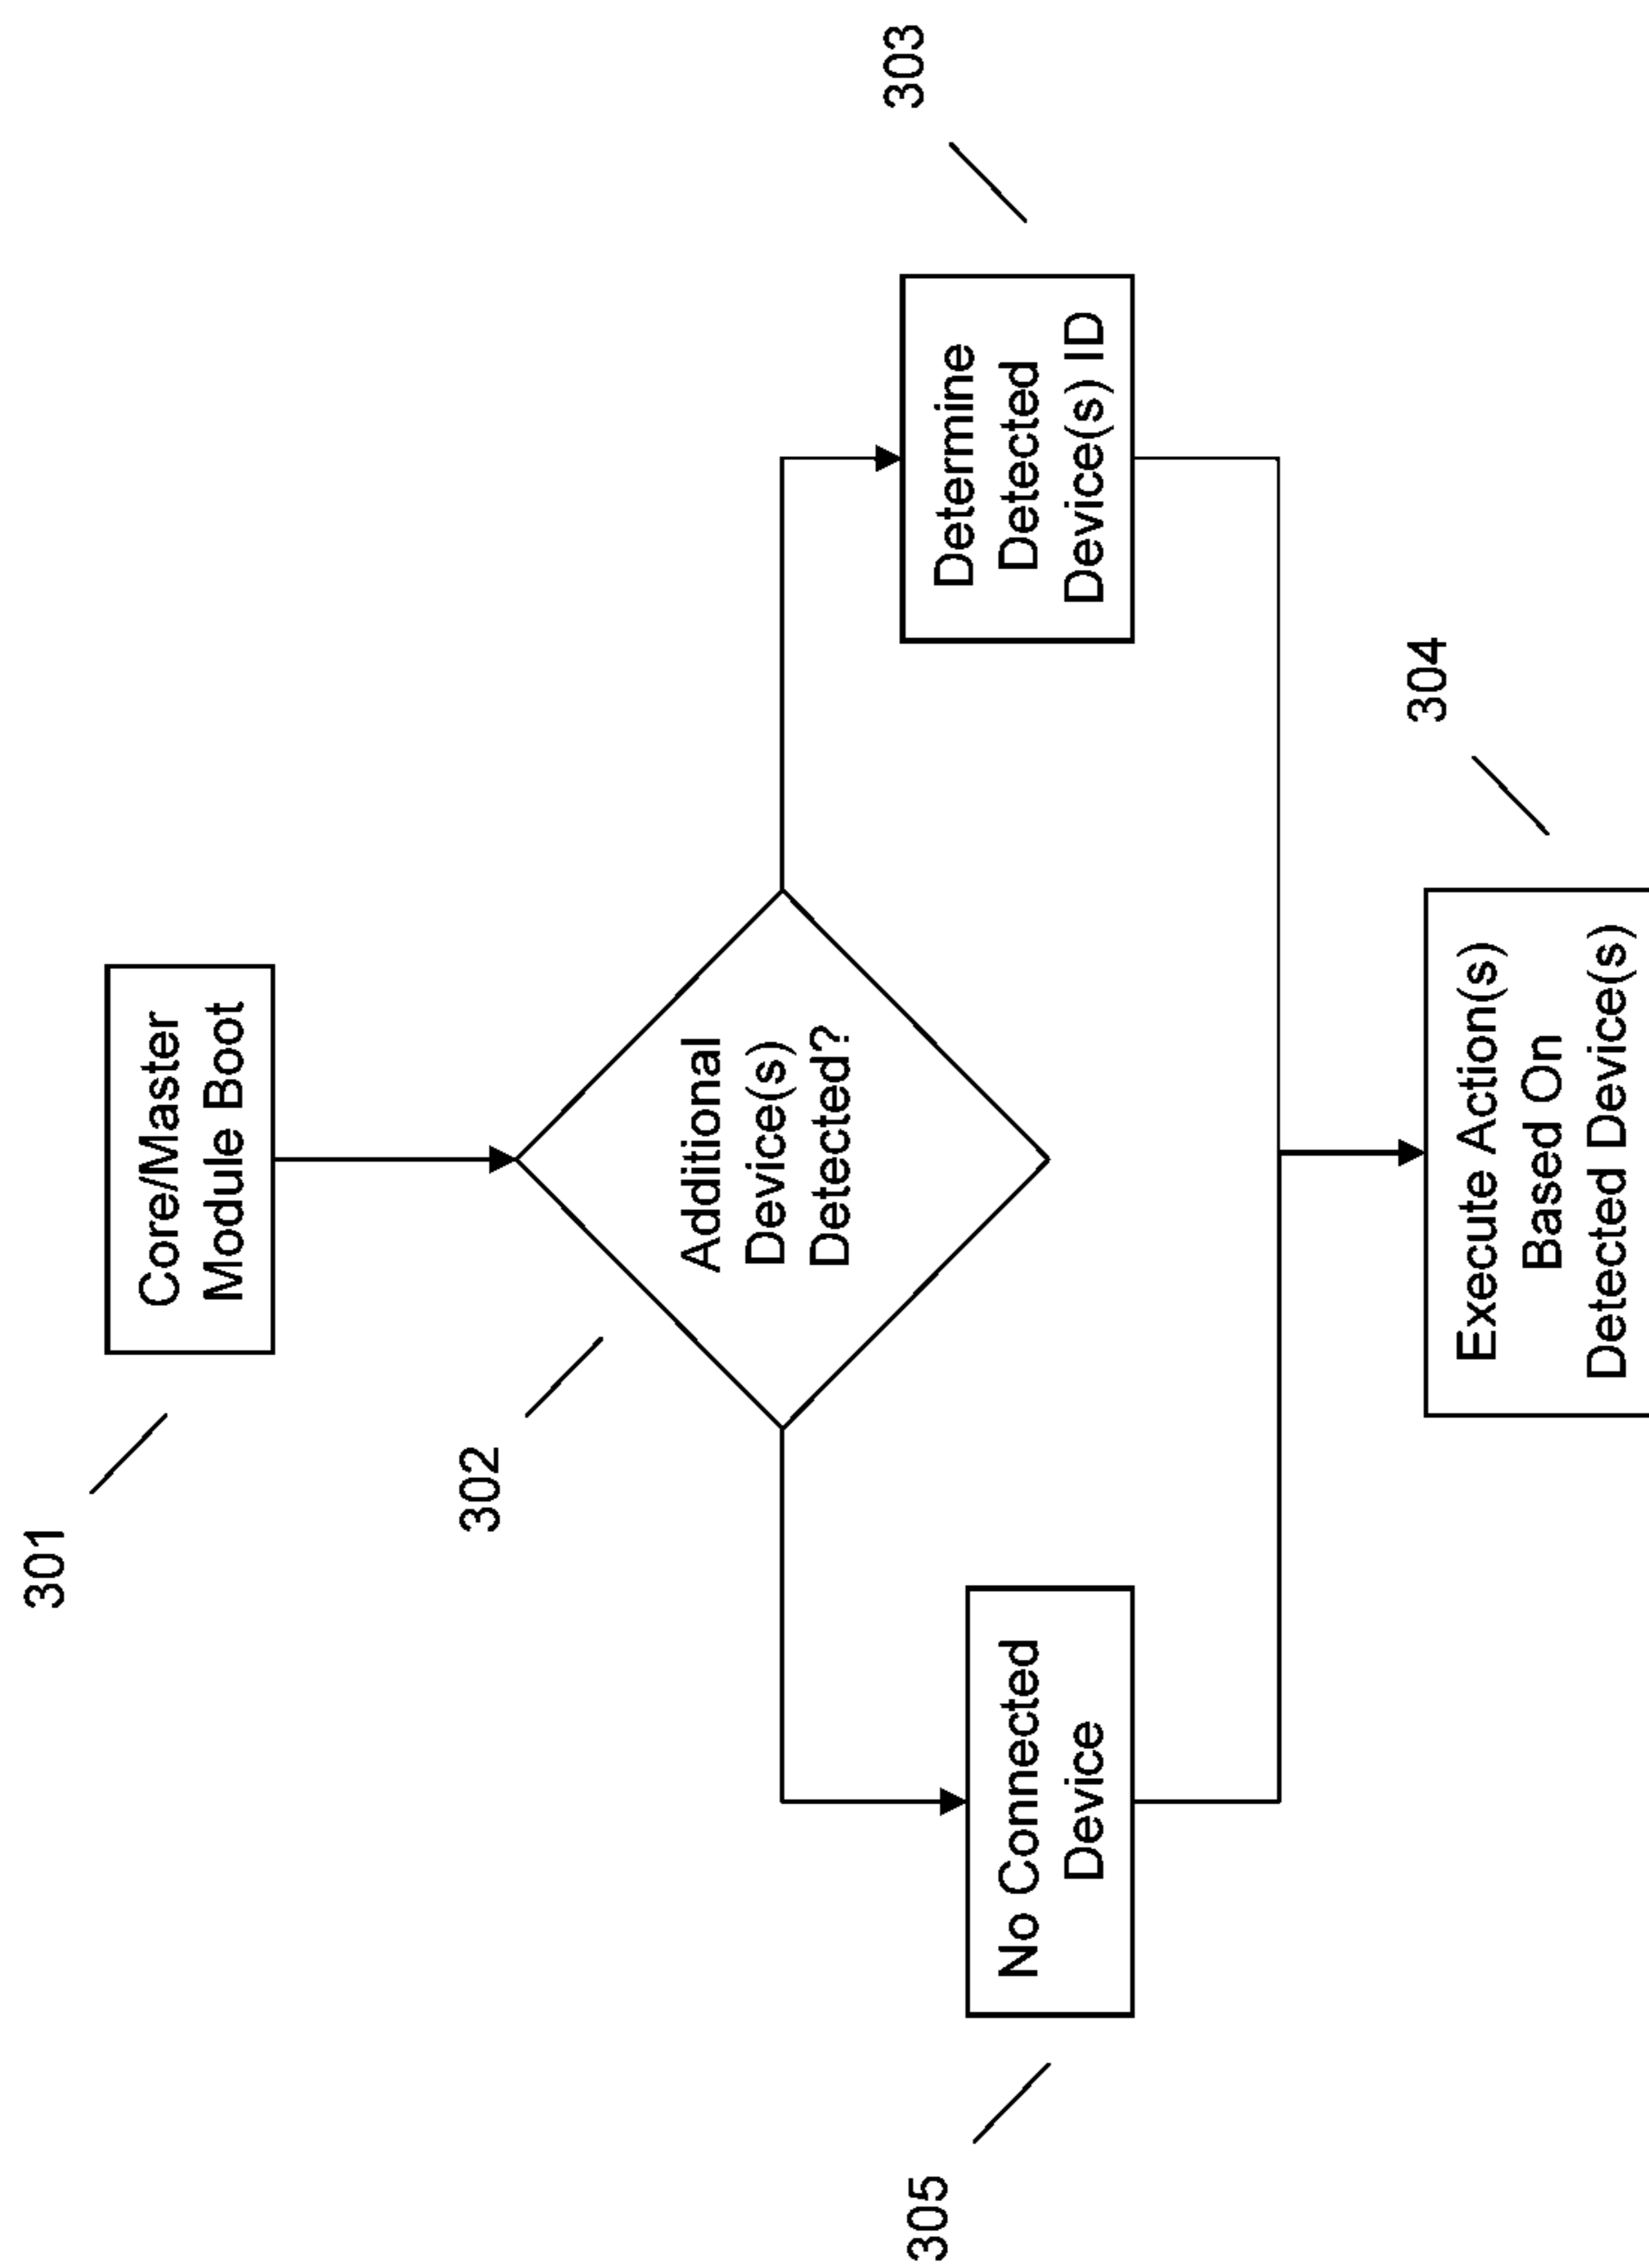 301
Core/Master
Module Boot
302
Additional
Device(s)
Detected?
303
Determine
Detected
Device(s) ID
305
No Connected
Device
304
Execute Action(s)
Based On
Detected Device(s)